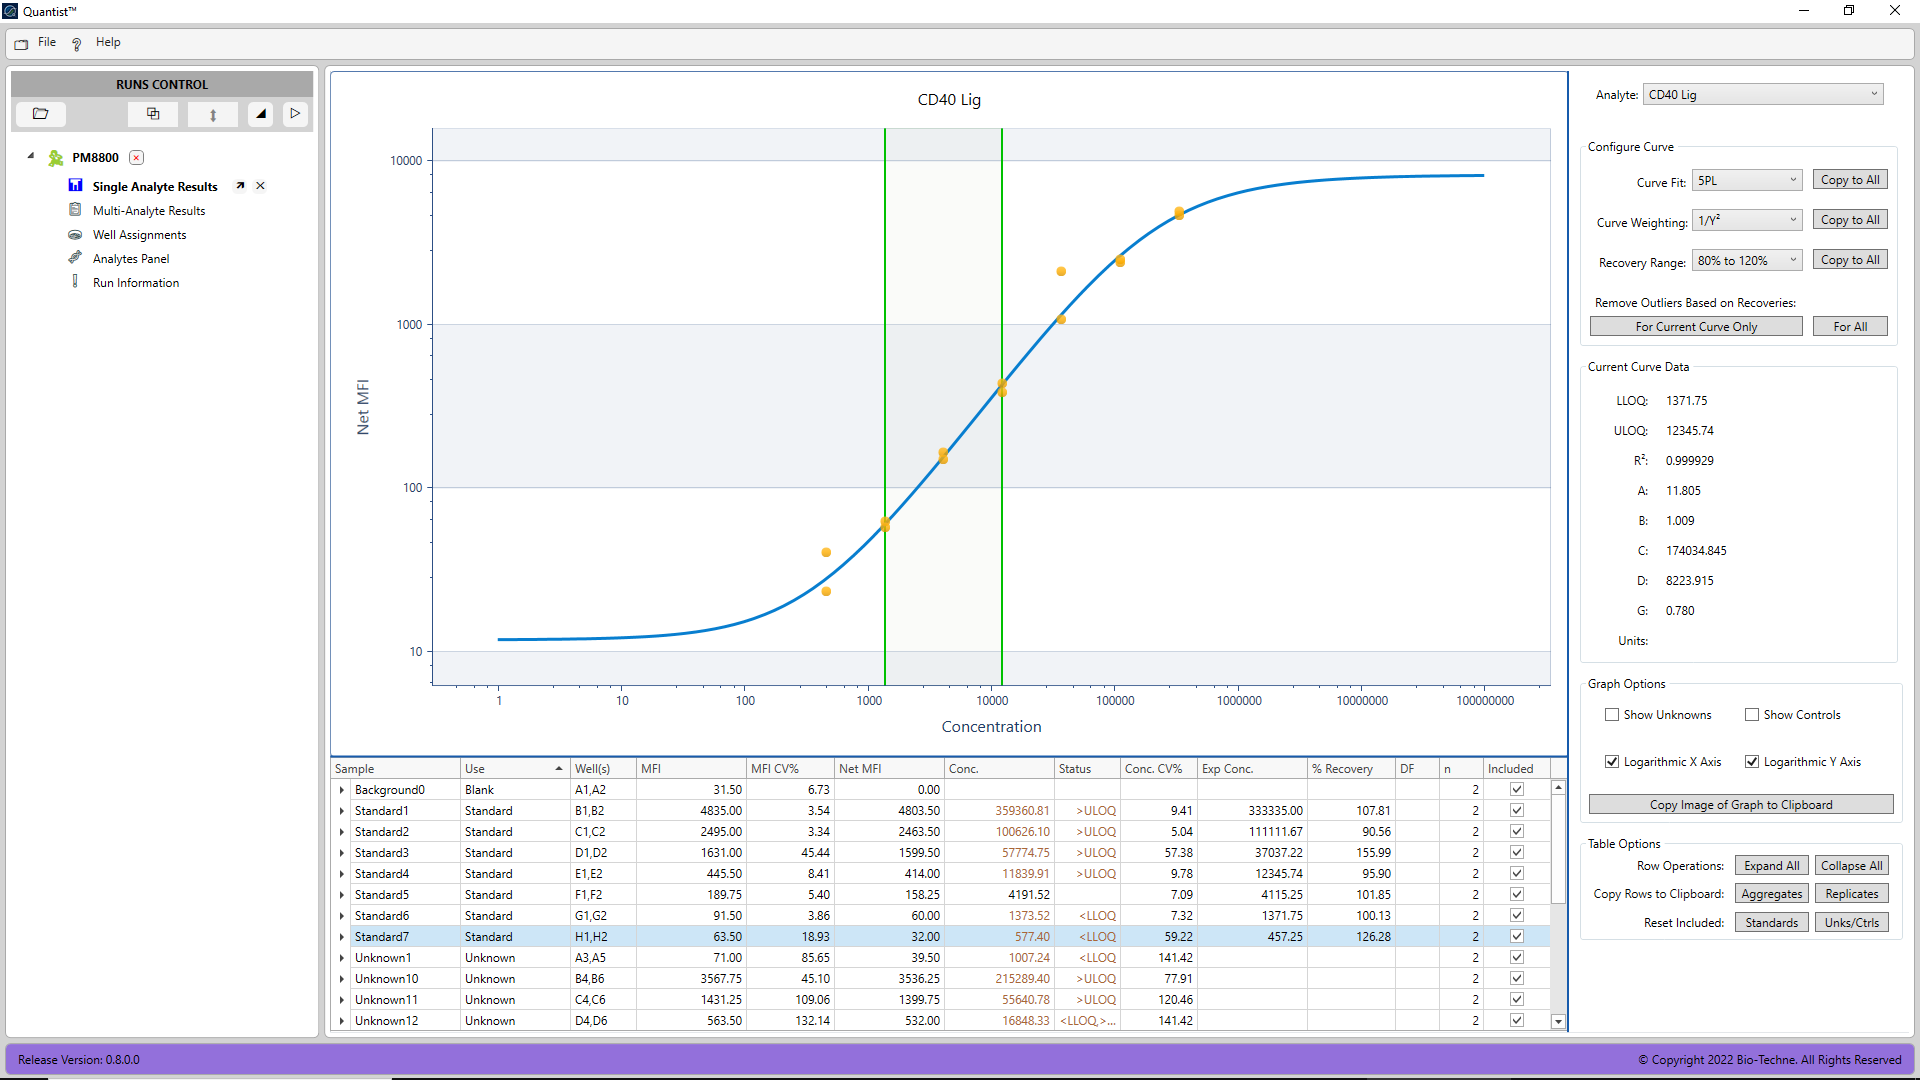 Quantist™
File Help
RUNS CONTROL
PM8800
Single Analyte Results
Multi-Analyte Results
Well Assignments
Analytes Panel
Run Information
CD40 Lig
10000
1000
100
10
Net MFI
1 10 100 1000 10000 100000 1000000 10000000 100000000
Concentration
Sample Use Well(s) MFI MFI CV% Net MFI Conc. Status Conc. CV% Exp Conc. % Recovery DF n Included
Background0 Blank A1,A2 31.50 6.73 0.00 2
Standard1 Standard B1,B2 4835.00 3.54 4803.50 359360.81 >ULOQ 9.41 333335.00 107.81 2
Standard2 Standard C1,C2 2495.00 3.34 2463.50 100626.10 >ULOQ 5.04 111111.67 90.56 2
Standard3 Standard D1,D2 1631.00 45.44 1599.50 57774.75 >ULOQ 57.38 37037.22 155.99 2
Standard4 Standard E1,E2 445.50 8.41 414.00 11839.91 >ULOQ 9.78 12345.74 95.90 2
Standard5 Standard F1,F2 189.75 5.40 158.25 4191.52 7.09 4115.25 101.85 2
Standard6 Standard G1,G2 91.50 3.86 60.00 1373.52 <LLOQ 7.32 1371.75 100.13 2
Standard7 Standard H1,H2 63.50 18.93 32.00 577.40 <LLOQ 59.22 457.25 126.28 2
Unknown1 Unknown A3,A5 71.00 85.65 39.50 1007.24 <LLOQ 141.42 2
Unknown10 Unknown B4,B6 3567.75 45.10 3536.25 215289.40 >ULOQ 77.91 2
Unknown11 Unknown C4,C6 1431.25 109.06 1399.75 55640.78 >ULOQ 120.46 2
Unknown12 Unknown D4,D6 563.50 132.14 532.00 16848.33 <LLOQ,>... 141.42 2
Analyte: CD40 Lig
Configure Curve
Curve Fit: 5PL Copy to All
Curve Weighting: 1/Y² Copy to All
Recovery Range: 80% to 120% Copy to All
Remove Outliers Based on Recoveries:
For Current Curve Only For All
Current Curve Data
LLOQ: 1371.75
ULOQ: 12345.74
R²: 0.999929
A: 11.805
B: 1.009
C: 174034.845
D: 8223.915
G: 0.780
Units:
Graph Options
Show Unknowns Show Controls
Logarithmic X Axis Logarithmic Y Axis
Copy Image of Graph to Clipboard
Table Options
Row Operations: Expand All Collapse All
Copy Rows to Clipboard: Aggregates Replicates
Reset Included: Standards Unks/Ctrls
Release Version: 0.8.0.0
© Copyright 2022 Bio-Techne. All Rights Reserved